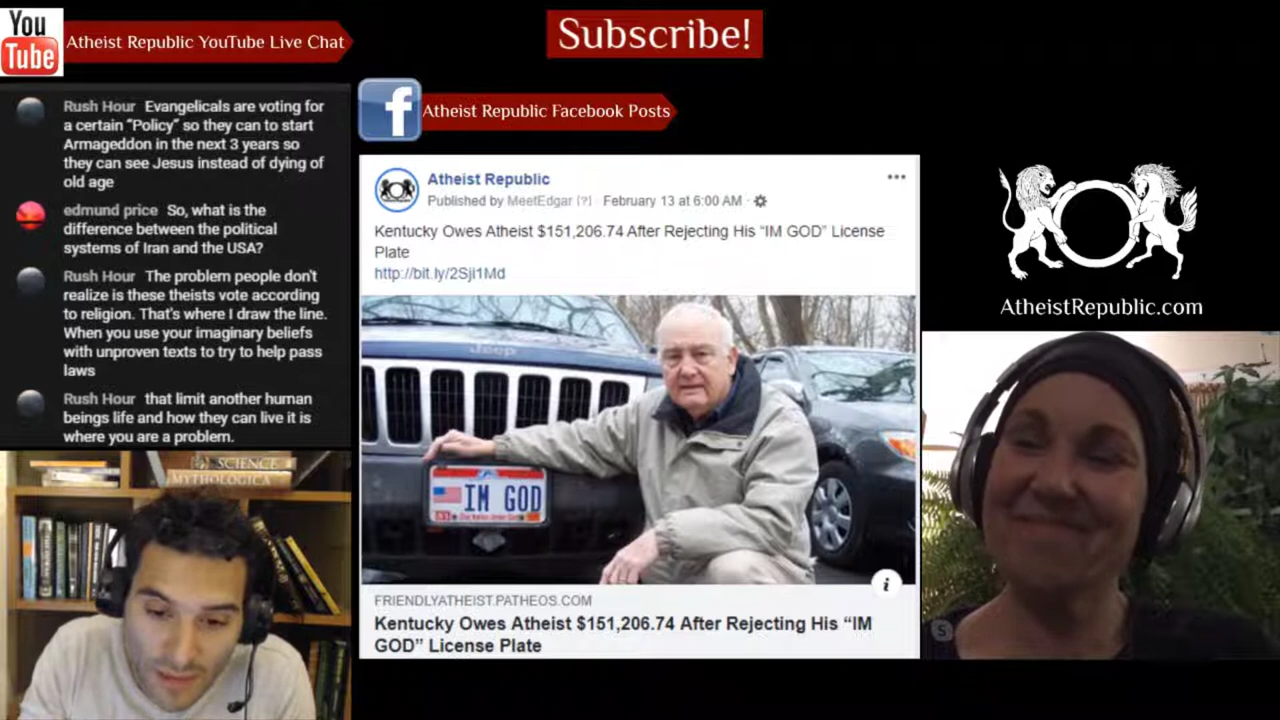 You
Tube
Atheist Republic YouTube Live Chat
Subscribe!
Atheist Republic Facebook Posts
Rush Hour Evangelicals are voting for
a certain "Policy" so they can to start
Armageddon in the next 3 years so
they can see Jesus instead of dying of
old age
edmund price So, what is the
difference between the political
systems of Iran and the USA?
Rush Hour The problem people don't
realize is these theists vote according
to religion. That's where I draw the line.
When you use your imaginary beliefs
with unproven texts to try to help pass
laws
Rush Hour that limit another human
beings life and how they can live it is
where you are a problem.
Atheist Republic
Published by MeetEdgar [?] · February 13 at 6:00 AM ·
Kentucky Owes Atheist $151,206.74 After Rejecting His “IM GOD” License
Plate
http://bit.ly/2Sji1Md
Jeep
IM GOD
FRIENDLYATHEIST.PATHEOS.COM
Kentucky Owes Atheist $151,206.74 After Rejecting His “IM
GOD” License Plate
AtheistRepublic.com
SCIENCE
MYTHOLOGICA
S